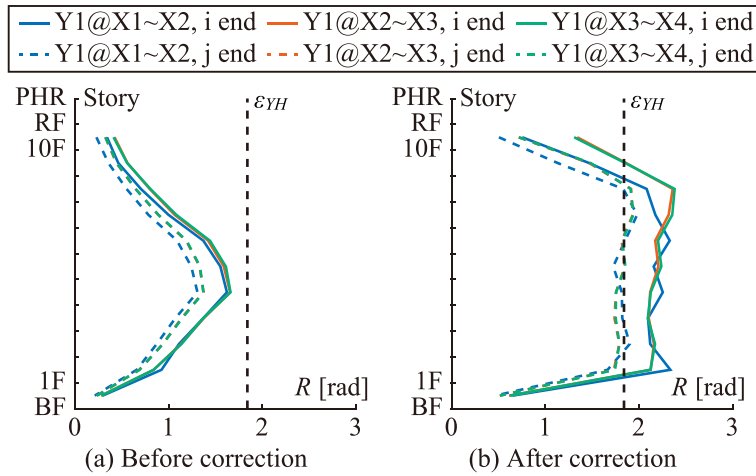 Y1@X1~X2, i end Y1@X2~X3, i end Y1@X3~X4, i end
Y1@X1~X2, j end Y1@X2~X3, j end Y1@X3~X4, j end
PHR Story εYH PHR Story εYH
RF RF
10F 10F
1F R [rad] 1F R [rad]
BF BF
0 1 2 3 0 1 2 3
(a) Before correction (b) After correction